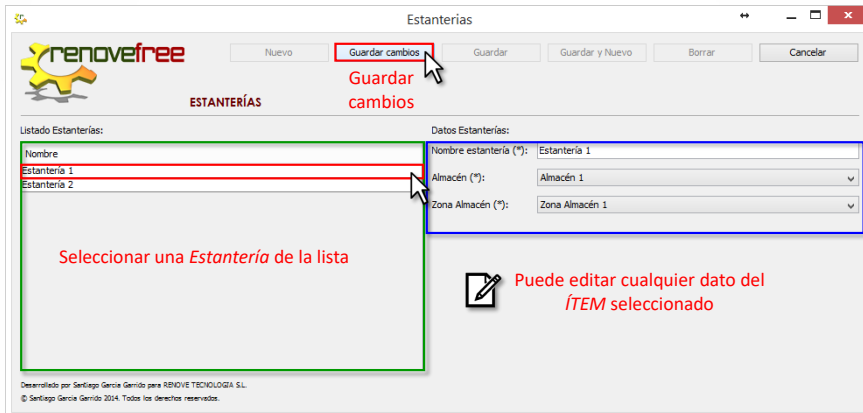 Estanterias
renovefree
Nuevo
Guardar cambios
Guardar
Guardar y Nuevo
Borrar
Cancelar
Guardar
cambios
ESTANTERÍAS
Listado Estanterías:
Datos Estanterías:
Nombre
Estantería 1
Estantería 2
Nombre estantería (*):
Estantería 1
Almacén (*):
Almacén 1
Zona Almacén (*):
Zona Almacén 1
Seleccionar una Estantería de la lista
Puede editar cualquier dato del
ÍTEM seleccionado
Desarrollado por Santiago Garcia Garrido para RENOVE TECNOLOGIA S.L.
© Santiago Garcia Garrido 2014. Todos los derechos reservados.